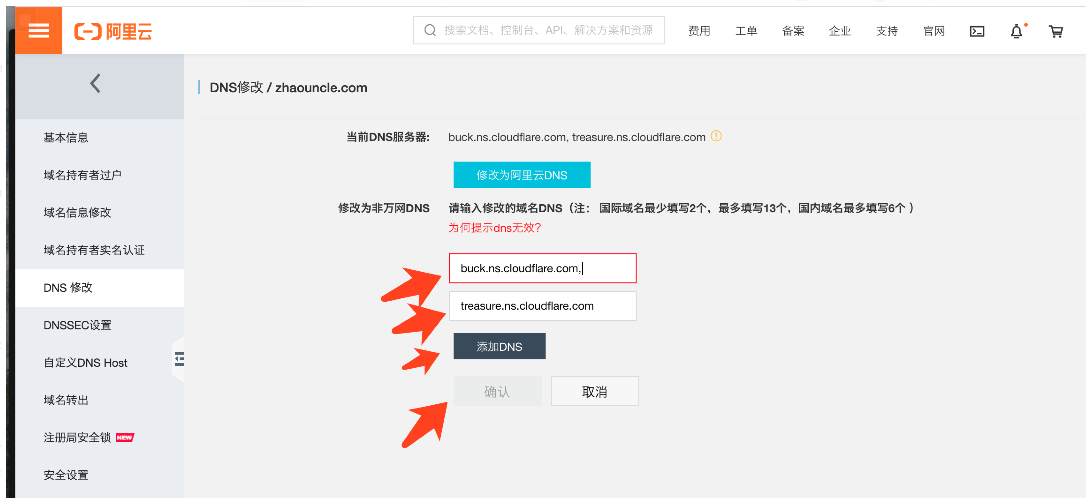 阿里云
搜索文档、控制台、API、解决方案和资源
费用
工单
备案
企业
支持
官网
基本信息
域名持有者过户
域名信息修改
域名持有者实名认证
DNS 修改
DNSSEC设置
自定义DNS Host
域名转出
注册局安全锁 NEW
安全设置
DNS修改 / zhaouncle.com
当前DNS服务器: buck.ns.cloudflare.com, treasure.ns.cloudflare.com
修改为阿里云DNS
修改为非万网DNS 请输入修改的域名DNS（注： 国际域名最少填写2个，最多填写13个，国内域名最多填写6个 ）
为何提示dns无效?
buck.ns.cloudflare.com,
treasure.ns.cloudflare.com
添加DNS
确认
取消